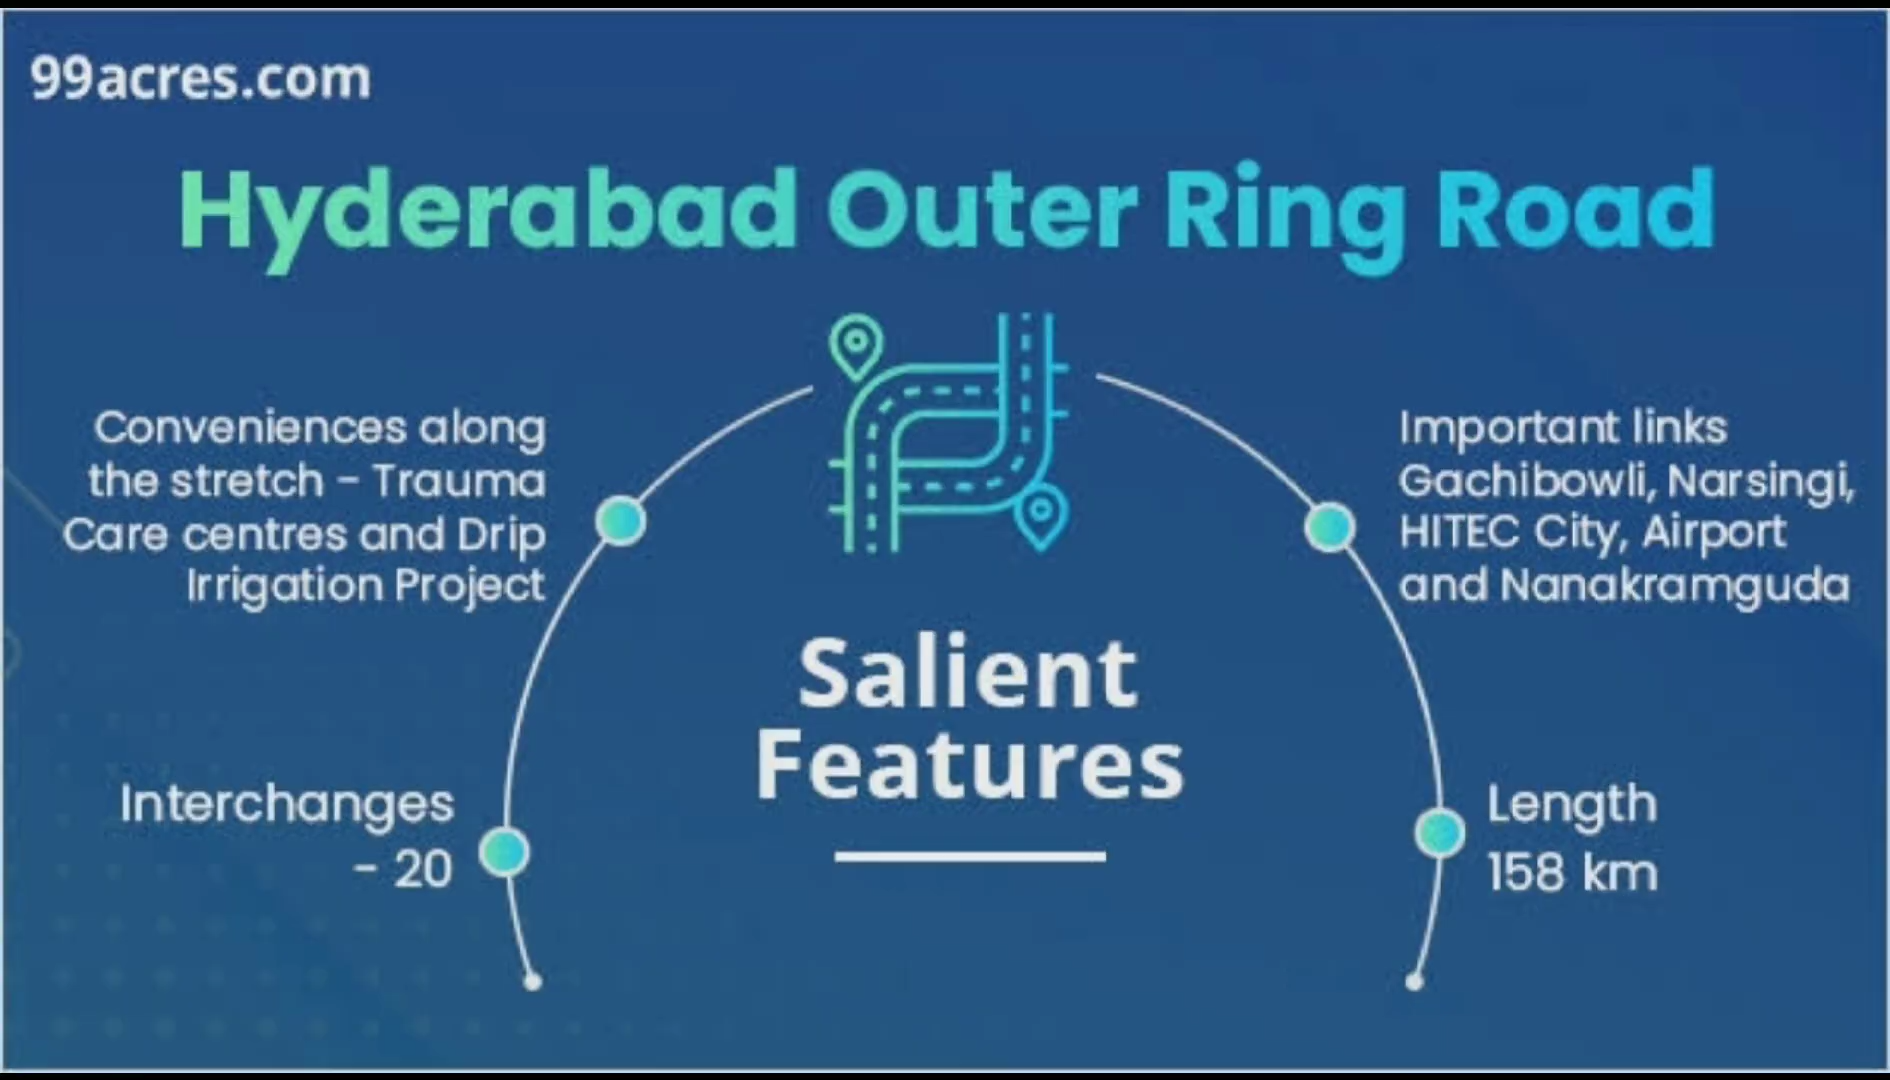 99acres.com
Hyderabad Outer Ring Road
Conveniences along
the stretch – Trauma
Care centres and Drip
Irrigation Project
Important links
Gachibowli, Narsingi,
HITEC City, Airport
and Nanakramguda
Salient
Features
Interchanges
- 20
Length
158 km